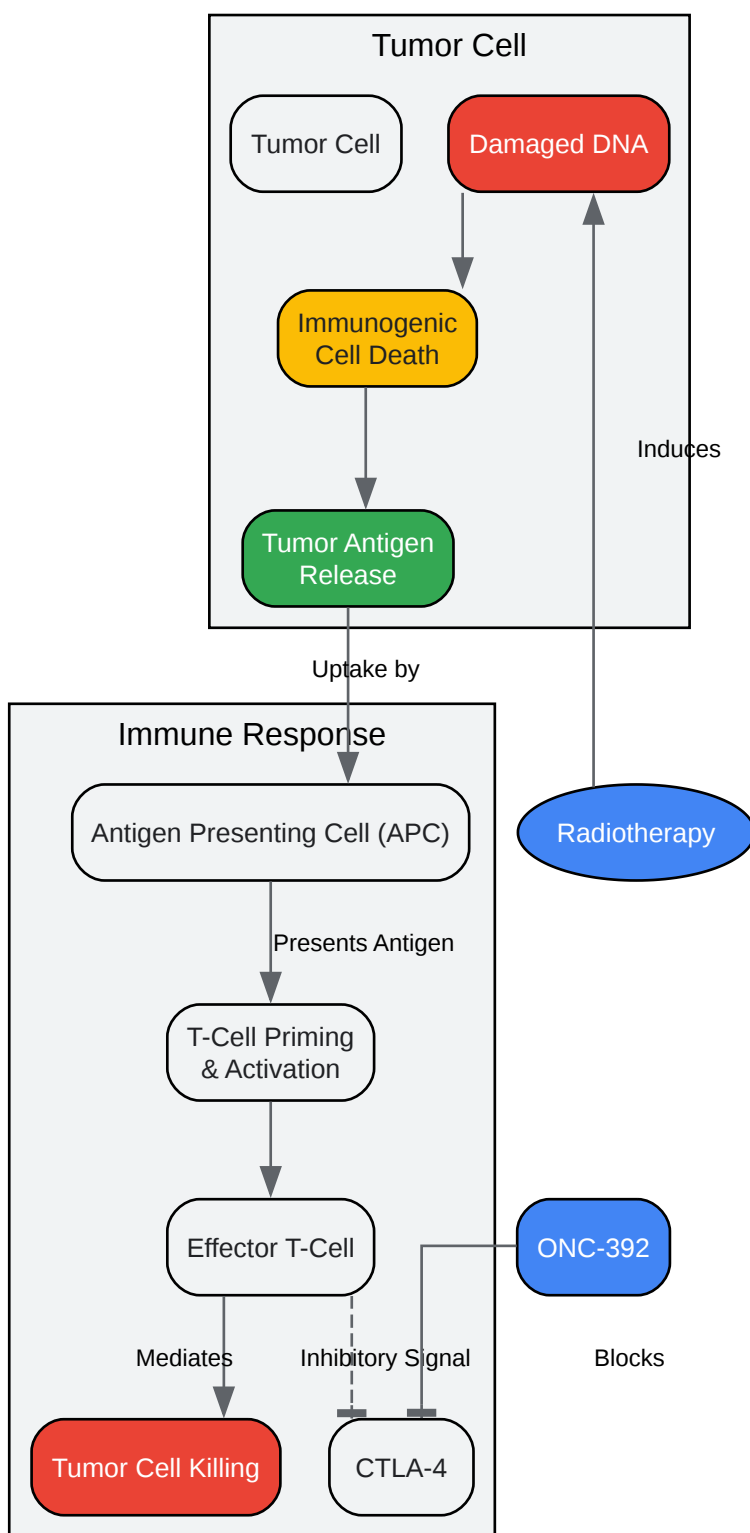 Tumor Cell
Tumor Cell
Damaged DNA
Immunogenic
Cell Death
Induces
Tumor Antigen
Release
Uptake by
Immune Response
Antigen Presenting Cell (APC)
Radiotherapy
Presents Antigen
T-Cell Priming
& Activation
Effector T-Cell
ONC-392
Mediates
Inhibitory Signal
Blocks
Tumor Cell Killing
CTLA-4